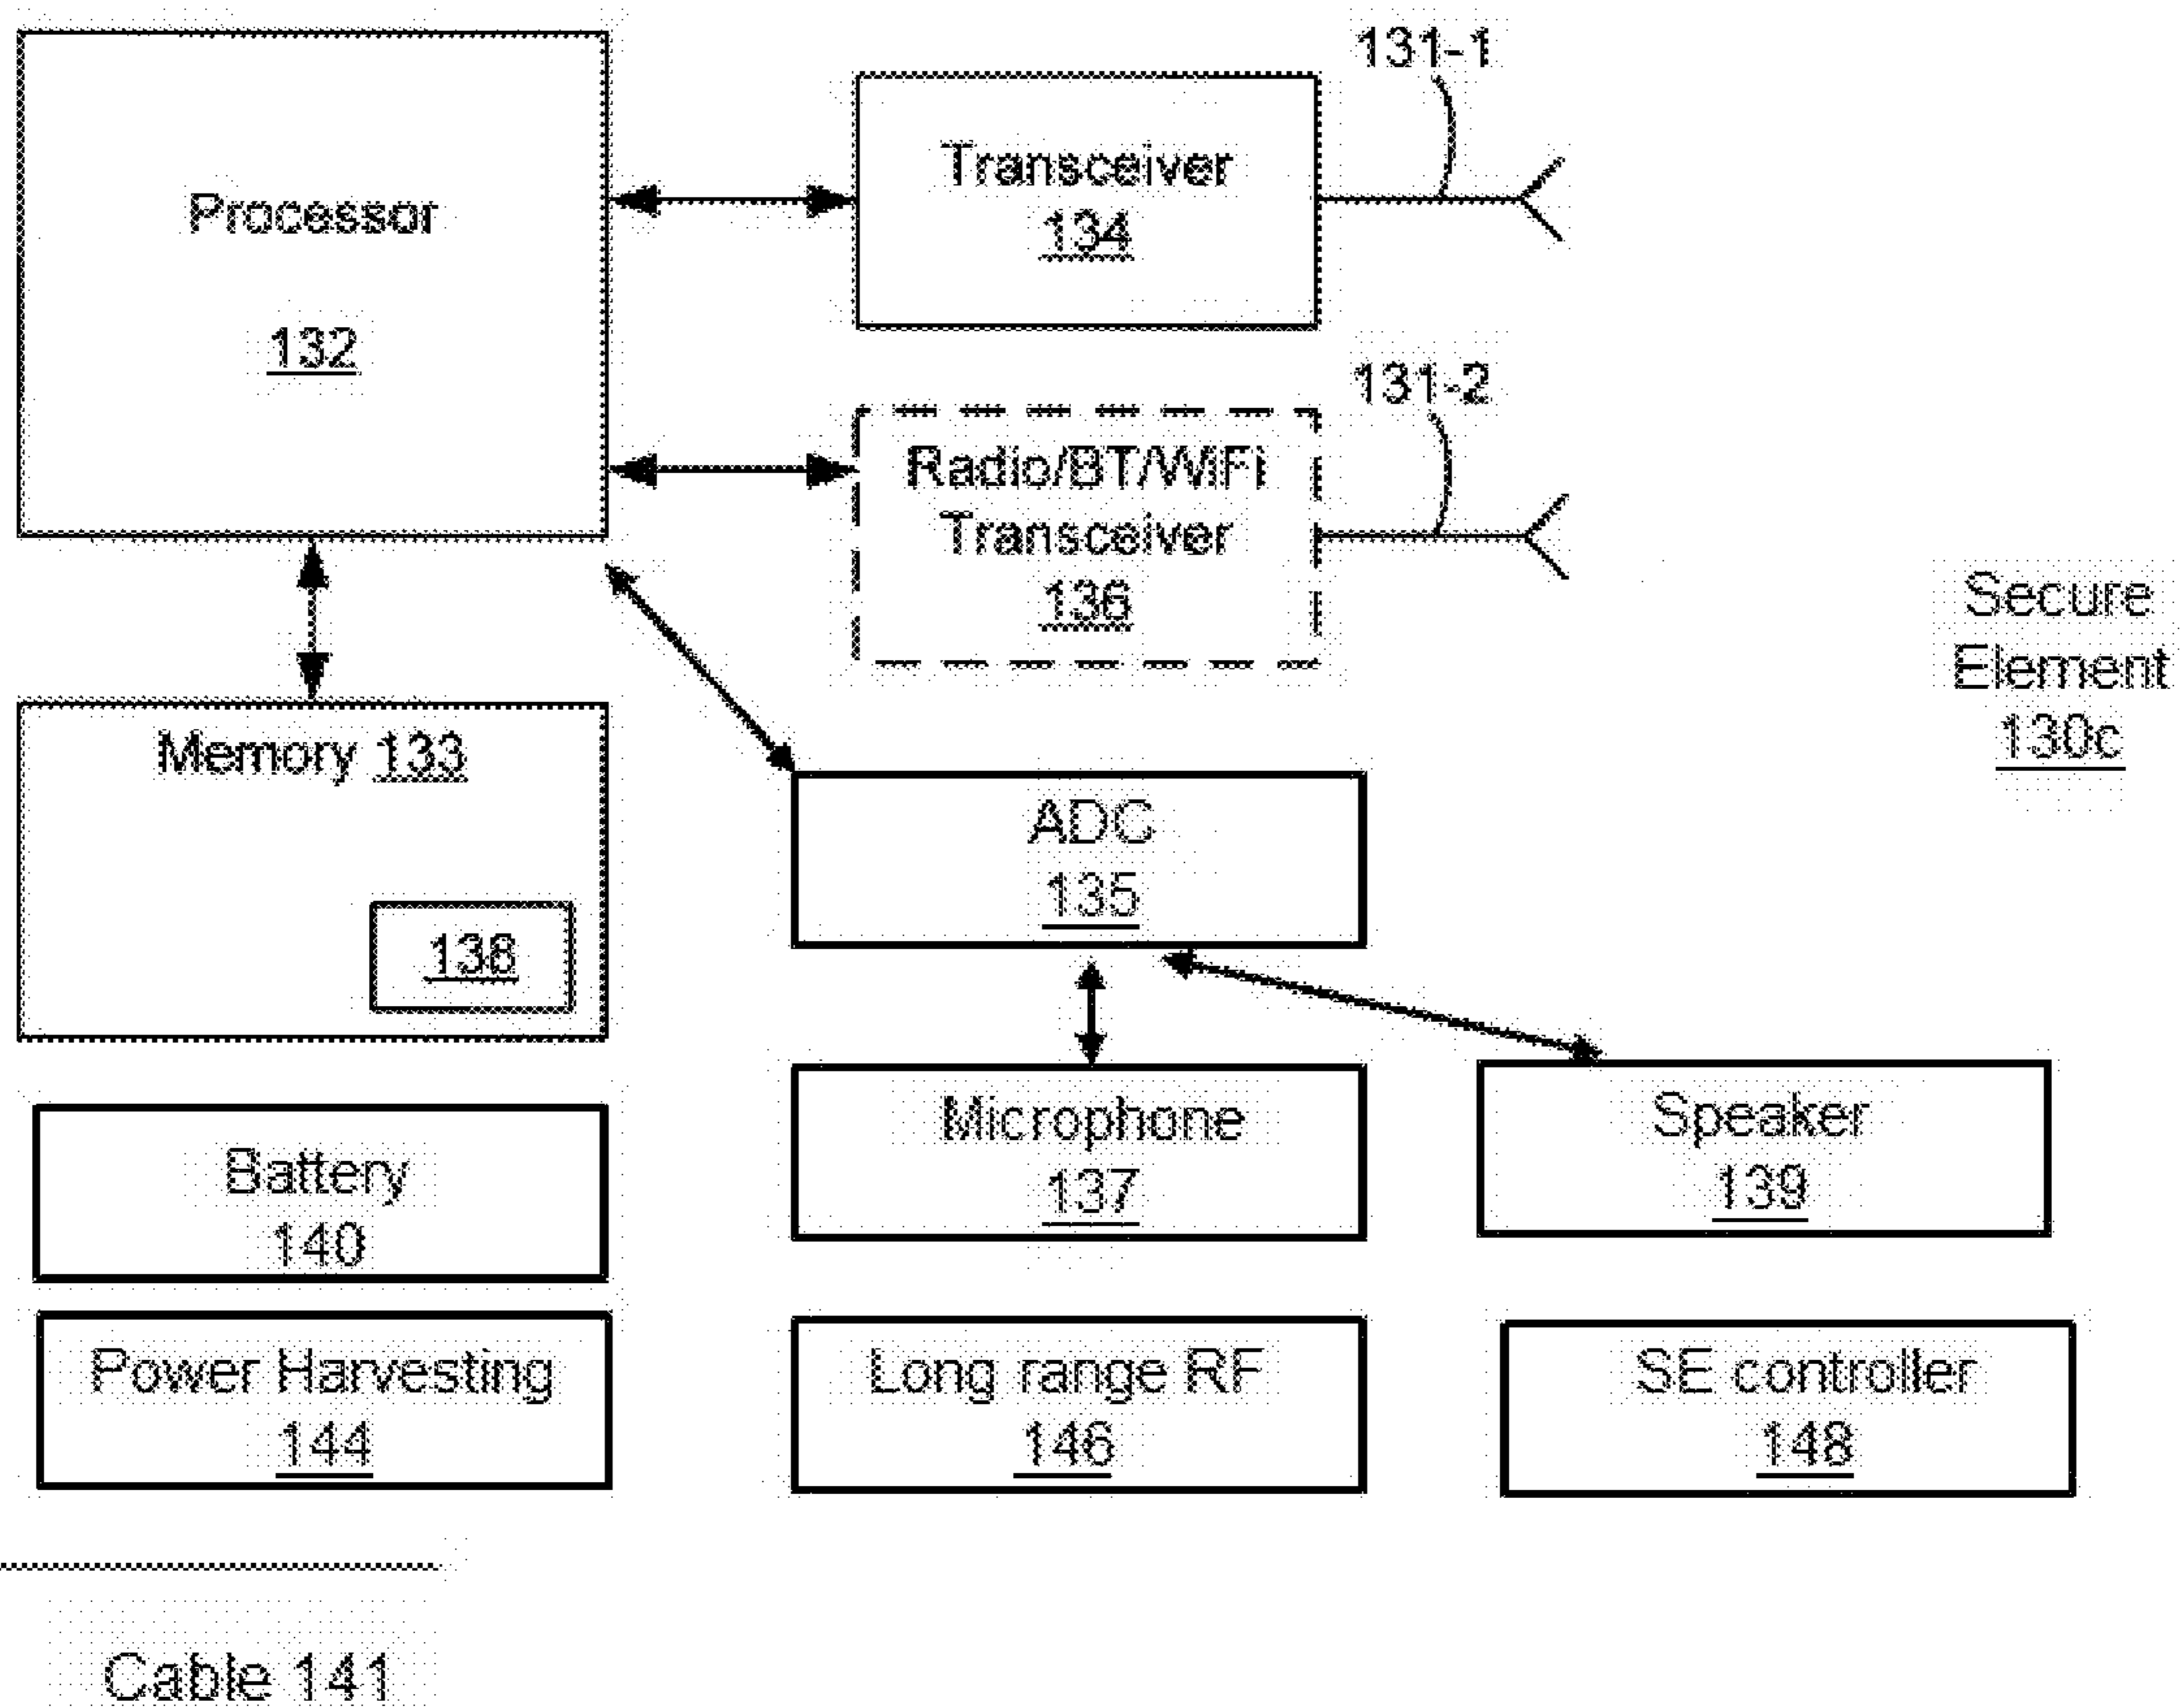 131-1
Processor
132
Transceiver
134
131-2
Radio/BT/WiFi
Transceiver
136
Secure
Element
130c
Memory 133
138
ADC
135
Microphone
137
Speaker
139
Battery
140
Power Harvesting
144
Long range RF
146
SE controller
148
Cable 141